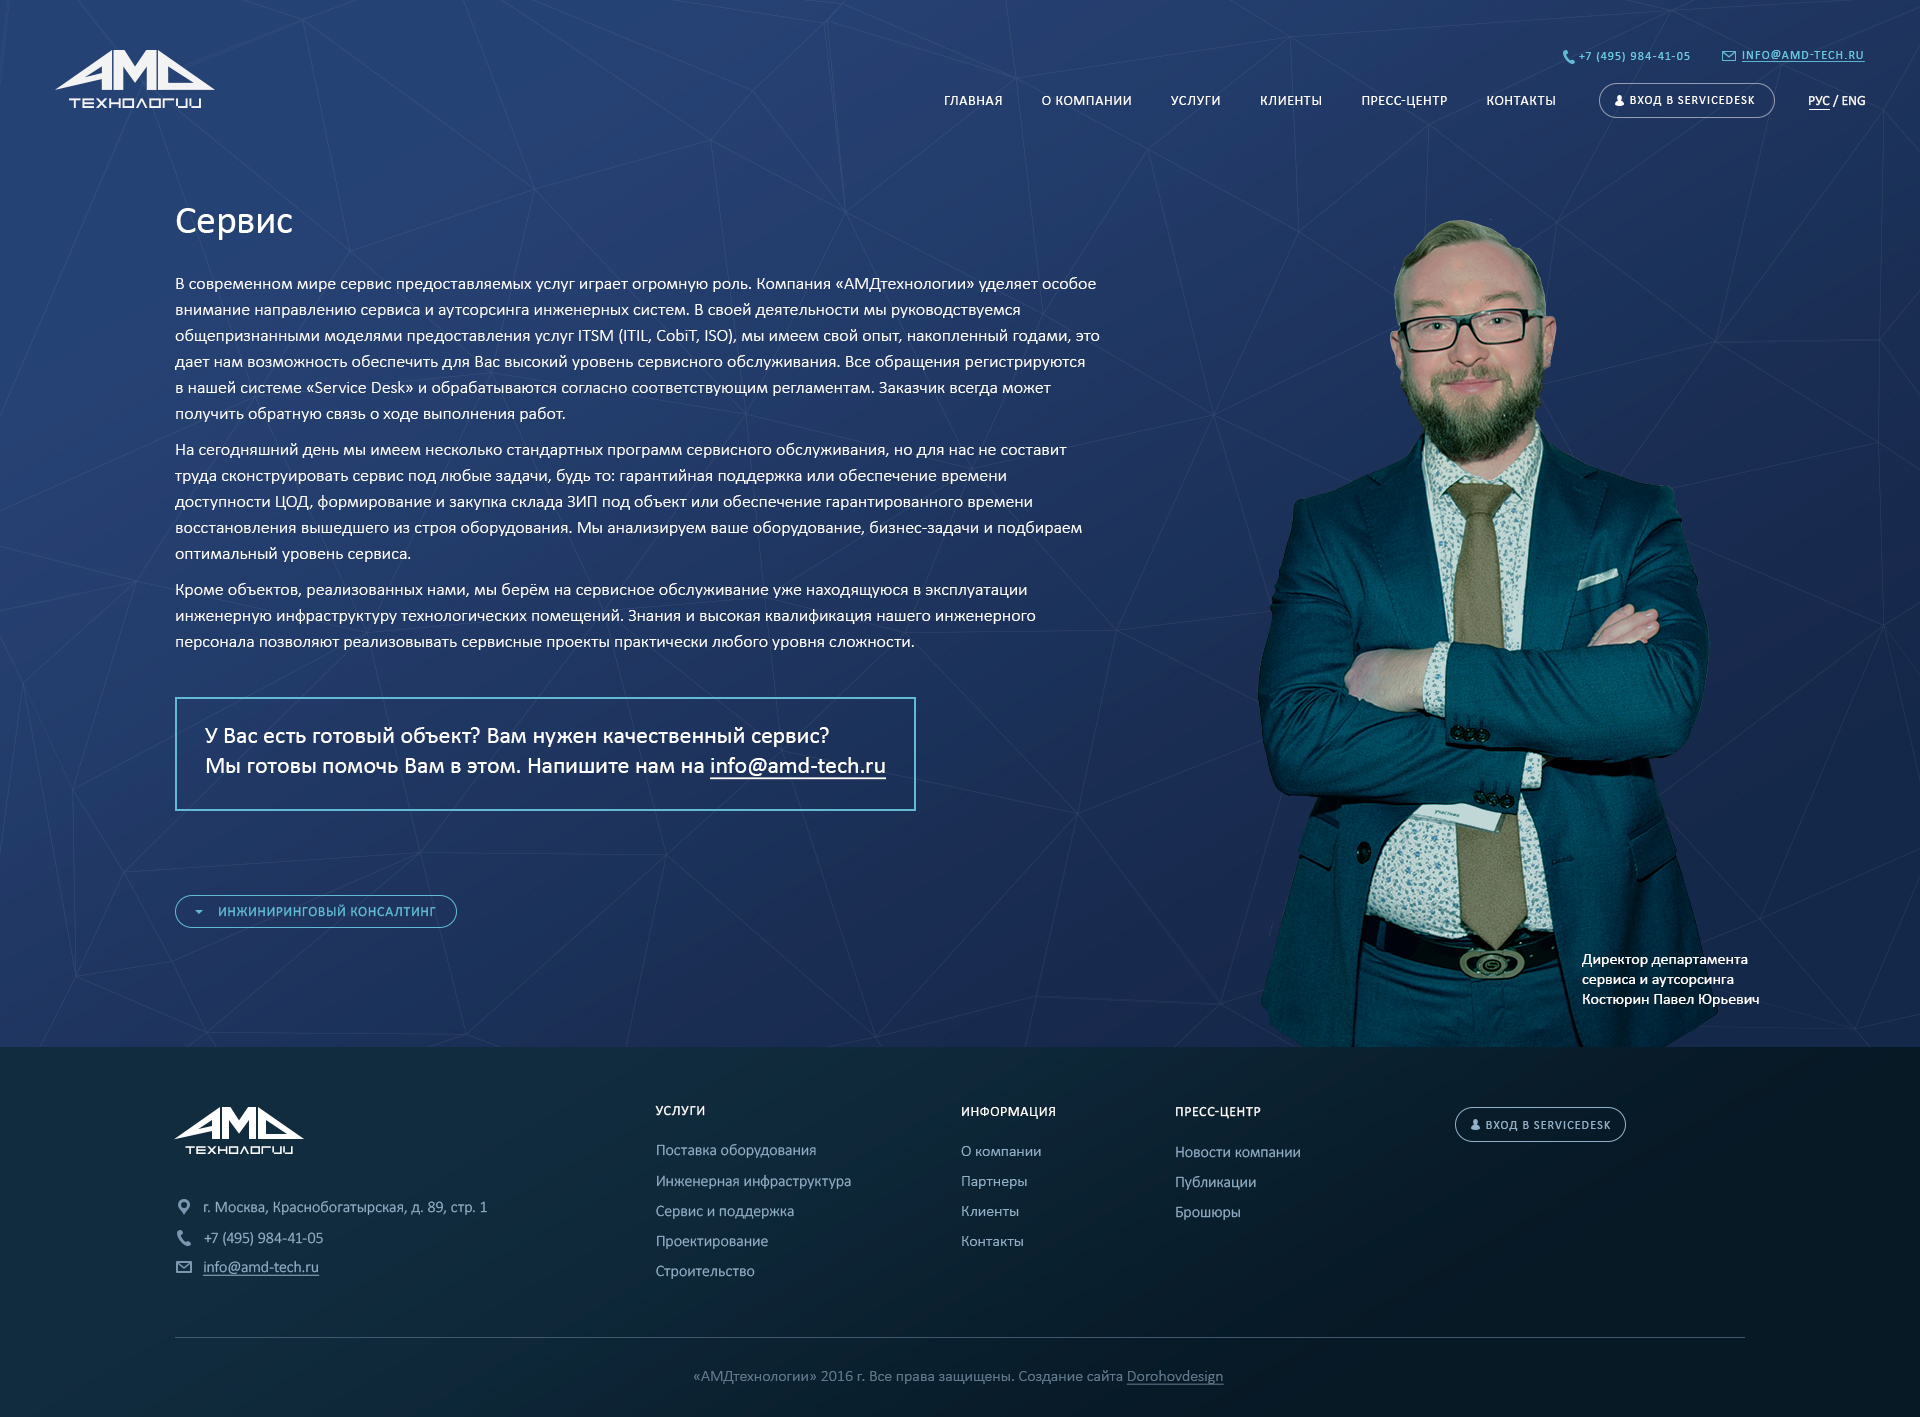 АМД
ТЕХНОЛОГИИ
+7 (495) 984-41-05
INFO@AMD-TECH.RU
ГЛАВНАЯ
О КОМПАНИИ
УСЛУГИ
КЛИЕНТЫ
ПРЕСС-ЦЕНТР
КОНТАКТЫ
ВХОД В SERVICEDESK
РУС / ENG
Сервис
В современном мире сервис предоставляемых услуг играет огромную роль. Компания «АМДтехнологии» уделяет особое
внимание направлению сервиса и аутсорсинга инженерных систем. В своей деятельности мы руководствуемся
общепризнанными моделями предоставления услуг ITSM (ITIL, CobiT, ISO), мы имеем свой опыт, накопленный годами, это
дает нам возможность обеспечить для Вас высокий уровень сервисного обслуживания. Все обращения регистрируются
в нашей системе «Service Desk» и обрабатываются согласно соответствующим регламентам. Заказчик всегда может
получить обратную связь о ходе выполнения работ.
На сегодняшний день мы имеем несколько стандартных программ сервисного обслуживания, но для нас не составит
труда сконструировать сервис под любые задачи, будь то: гарантийная поддержка или обеспечение времени
доступности ЦОД, формирование и закупка склада ЗИП под объект или обеспечение гарантированного времени
восстановления вышедшего из строя оборудования. Мы анализируем ваше оборудование, бизнес-задачи и подбираем
оптимальный уровень сервиса.
Кроме объектов, реализованных нами, мы берём на сервисное обслуживание уже находящуюся в эксплуатации
инженерную инфраструктуру технологических помещений. Знания и высокая квалификация нашего инженерного
персонала позволяют реализовывать сервисные проекты практически любого уровня сложности.
У Вас есть готовый объект? Вам нужен качественный сервис?
Мы готовы помочь Вам в этом. Напишите нам на info@amd-tech.ru
участника
ИНЖИНИРИНГОВЫЙ КОНСАЛТИНГ
Директор департамента
сервиса и аутсорсинга
Костюрин Павел Юрьевич
АМД
ТЕХНОЛОГИИ
г. Москва, Краснобогатырская, д. 89, стр. 1
+7 (495) 984-41-05
info@amd-tech.ru
УСЛУГИ
Поставка оборудования
Инженерная инфраструктура
Сервис и поддержка
Проектирование
Строительство
ИНФОРМАЦИЯ
О компании
Партнеры
Клиенты
Контакты
ПРЕСС-ЦЕНТР
Новости компании
Публикации
Брошюры
ВХОД В SERVICEDESK
«АМДтехнологии» 2016 г. Все права защищены. Создание сайта Dorohovdesign